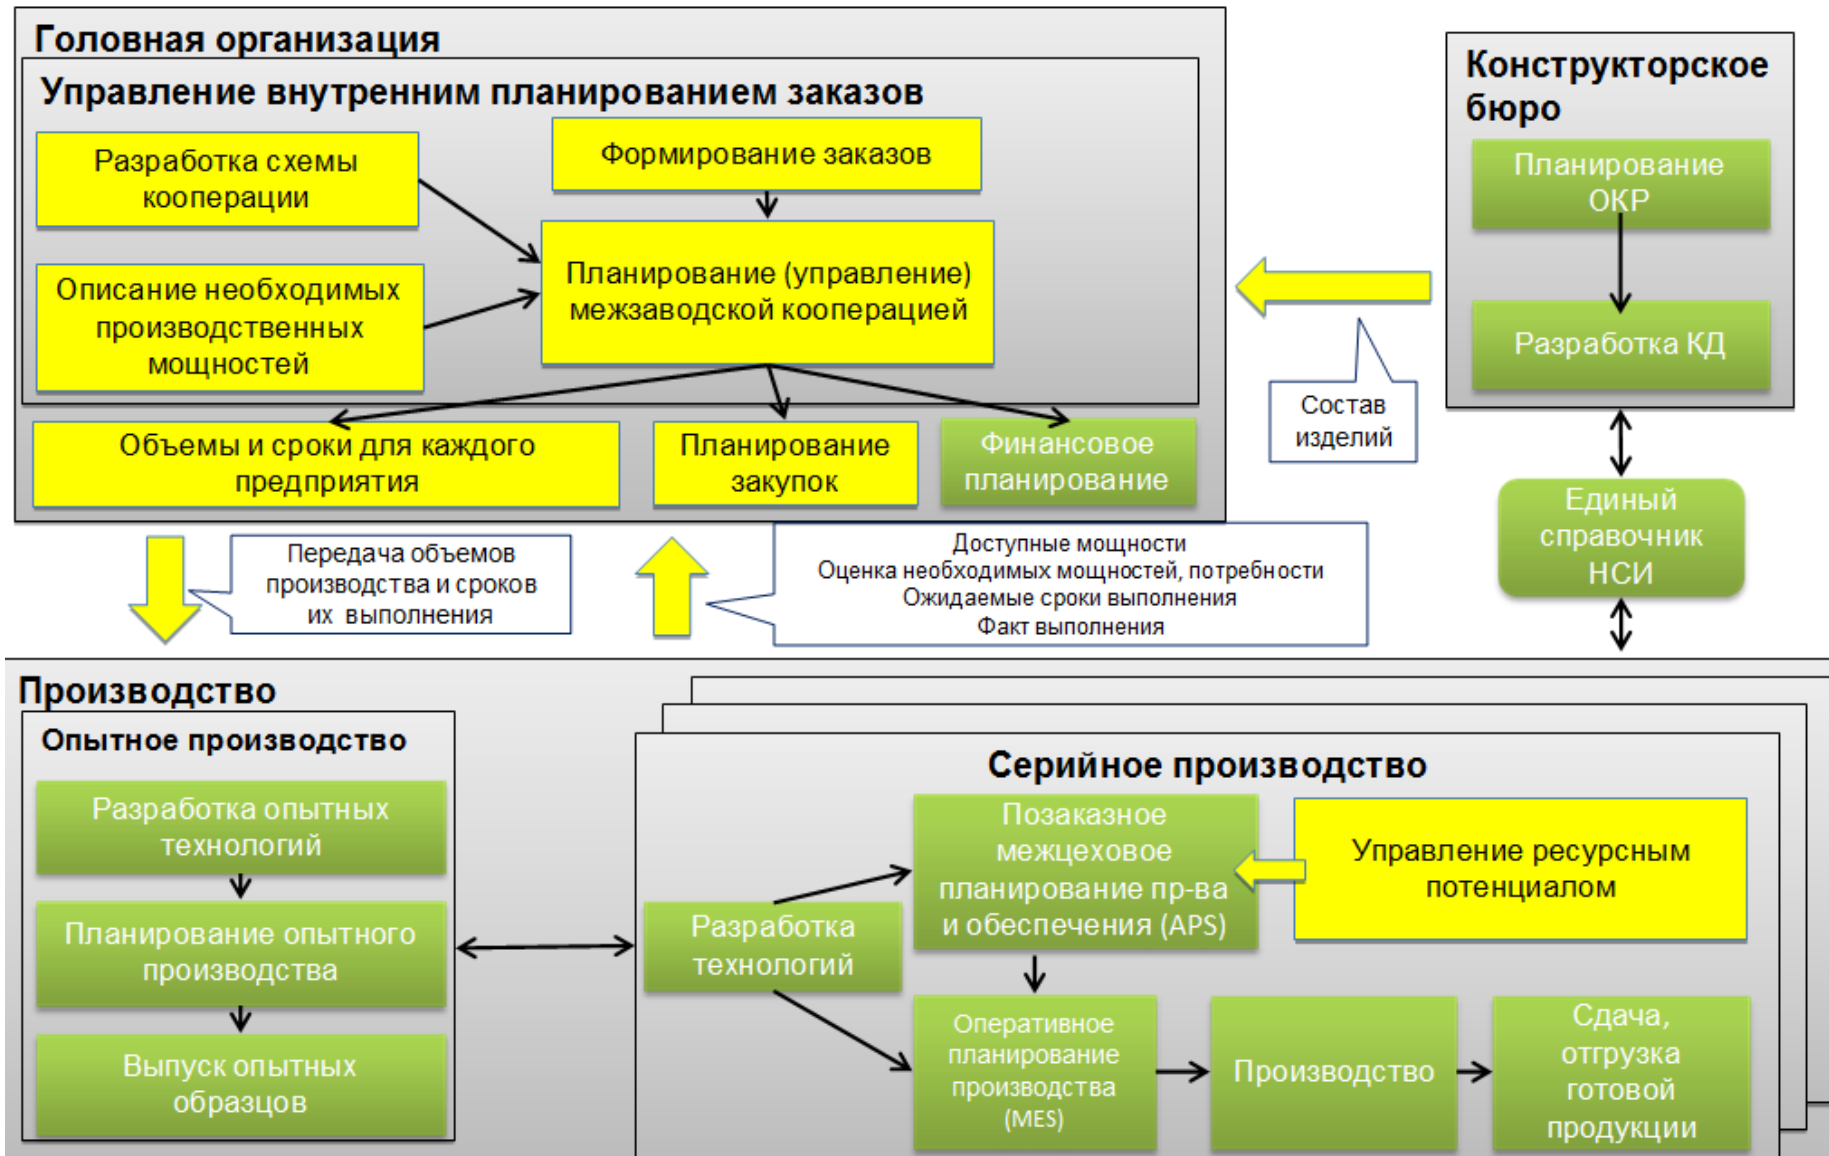 Головная организация
Управление внутренним планированием заказов
Разработка схемы
кооперации
Формирование заказов
Описание необходимых
производственных
мощностей
Планирование (управление)
межзаводской кооперацией
Объемы и сроки для каждого
предприятия
Планирование
закупок
Финансовое
планирование
Конструкторское
бюро
Планирование
ОКР
Разработка КД
Состав
изделий
Единый
справочник
НСИ
Передача объемов
производства и сроков
их выполнения
Доступные мощности
Оценка необходимых мощностей, потребности
Ожидаемые сроки выполнения
Факт выполнения
Производство
Опытное производство
Разработка опытных
технологий
Планирование опытного
производства
Выпуск опытных
образцов
Серийное производство
Разработка
технологий
Позаказное
межцеховое
планирование пр-ва
и обеспечения (APS)
Управление ресурсным
потенциалом
Оперативное
планирование
производства
(MES)
Производство
Сдача,
отгрузка
готовой
продукции